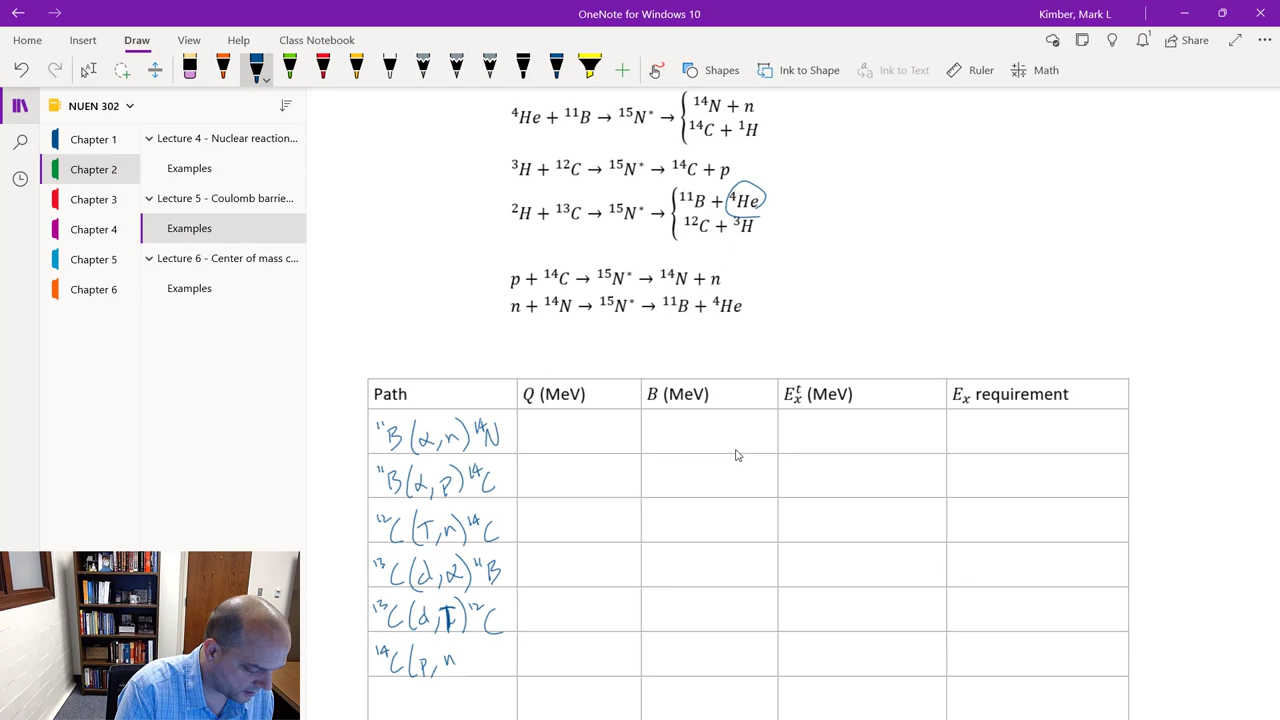 OneNote for Windows 10
Kimber, Mark L
Home Insert Draw View Help Class Notebook
Share
Shapes Ink to Shape Ink to Text Ruler Math
NUEN 302
Chapter 1
Chapter 2
Chapter 3
Chapter 4
Chapter 5
Chapter 6
Lecture 4 - Nuclear reaction...
Examples
Lecture 5 - Coulomb barrie...
Examples
Lecture 6 - Center of mass c...
Examples
⁴He + ¹¹B → ¹⁵N* → { ¹⁴N + n
¹⁴C + ¹H
³H + ¹²C → ¹⁵N* → ¹⁴C + p
²H + ¹³C → ¹⁵N* → { ¹¹B + ⁴He
¹²C + ³H
p + ¹⁴C → ¹⁵N* → ¹⁴N + n
n + ¹⁴N → ¹⁵N* → ¹¹B + ⁴He
Path Q (MeV) B (MeV) Eₓᵗ (MeV) Eₓ requirement
¹¹B(α,n)¹⁴N
¹¹B(α,p)¹⁴C
¹²C(T,n)¹⁴C
¹³C(d,α)¹¹B
¹³C(d,T)¹²C
¹⁴C(p,n